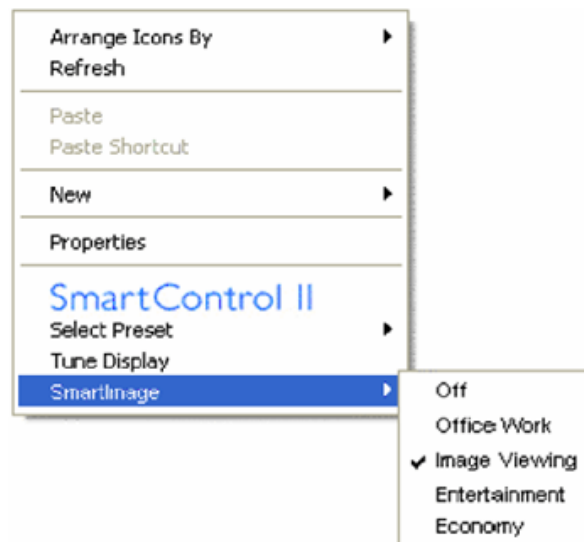 Arrange Icons By
Refresh
Paste
Paste Shortcut
New
Properties
SmartControl II
Select Preset
Tune Display
SmartImage
Off
Office Work
Image Viewing
Entertainment
Economy